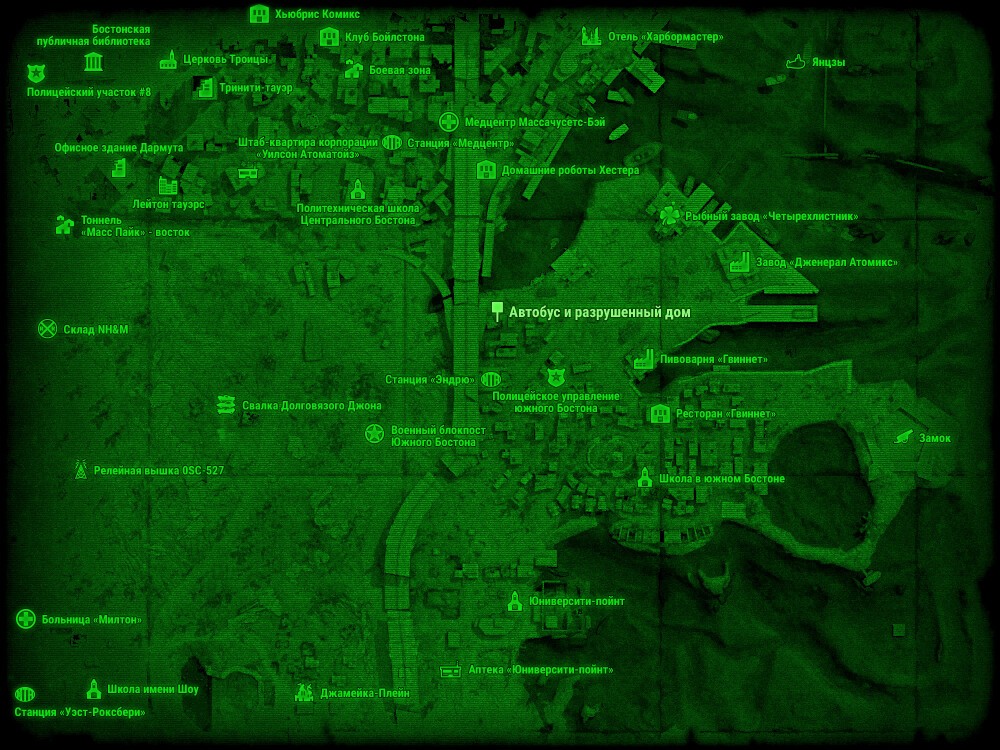 Хьюбрис Комикс
Бостонская
публичная библиотека
Клуб Бойлстона
Отель «Харбормастер»
Церковь Троицы
Боевая зона
Янцзы
Полицейский участок #8
Тринити-тауэр
Медцентр Массачусетс-Бэй
Офисное здание Дармута
Штаб-квартира корпорации
«Уилсон Атоматойз»
Станция «Медцентр»
Домашние роботы Хестера
Лейтон тауэрс
Политехническая школа
Центрального Бостона
Рыбный завод «Четырехлистник»
Тоннель
«Масс Пайк» - восток
Завод «Дженерал Атомикс»
Автобус и разрушенный дом
Склад NH&M
Пивоварня «Гвиннет»
Станция «Эндрю»
Полицейское управление
южного Бостона
Свалка Долговязого Джона
Ресторан «Гвиннет»
Военный блокпост
Южного Бостона
Замок
Релейная вышка 0SC-527
Школа в южном Бостоне
Юниверсити-пойнт
Больница «Милтон»
Аптека «Юниверсити-пойнт»
Школа имени Шоу
Джамейка-Плейн
Станция «Уэст-Роксбери»